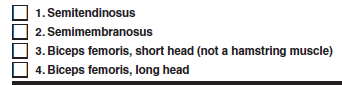 1. Semitendinosus
2. Semimembranosus
3. Biceps femoris, short head (not a hamstring muscle)
4. Biceps femoris, long head